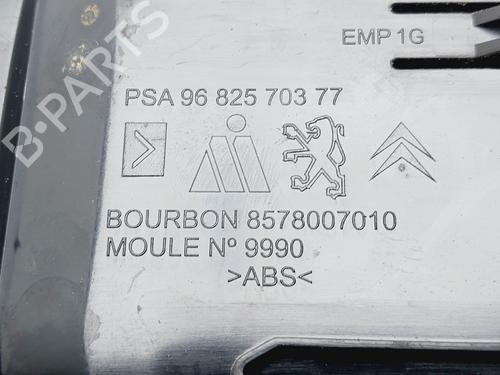 EMP 1G
PSA 96 825 703 77
BOURBON 8578007010
MOULE Nº 9990
>ABS<
B-PARTS